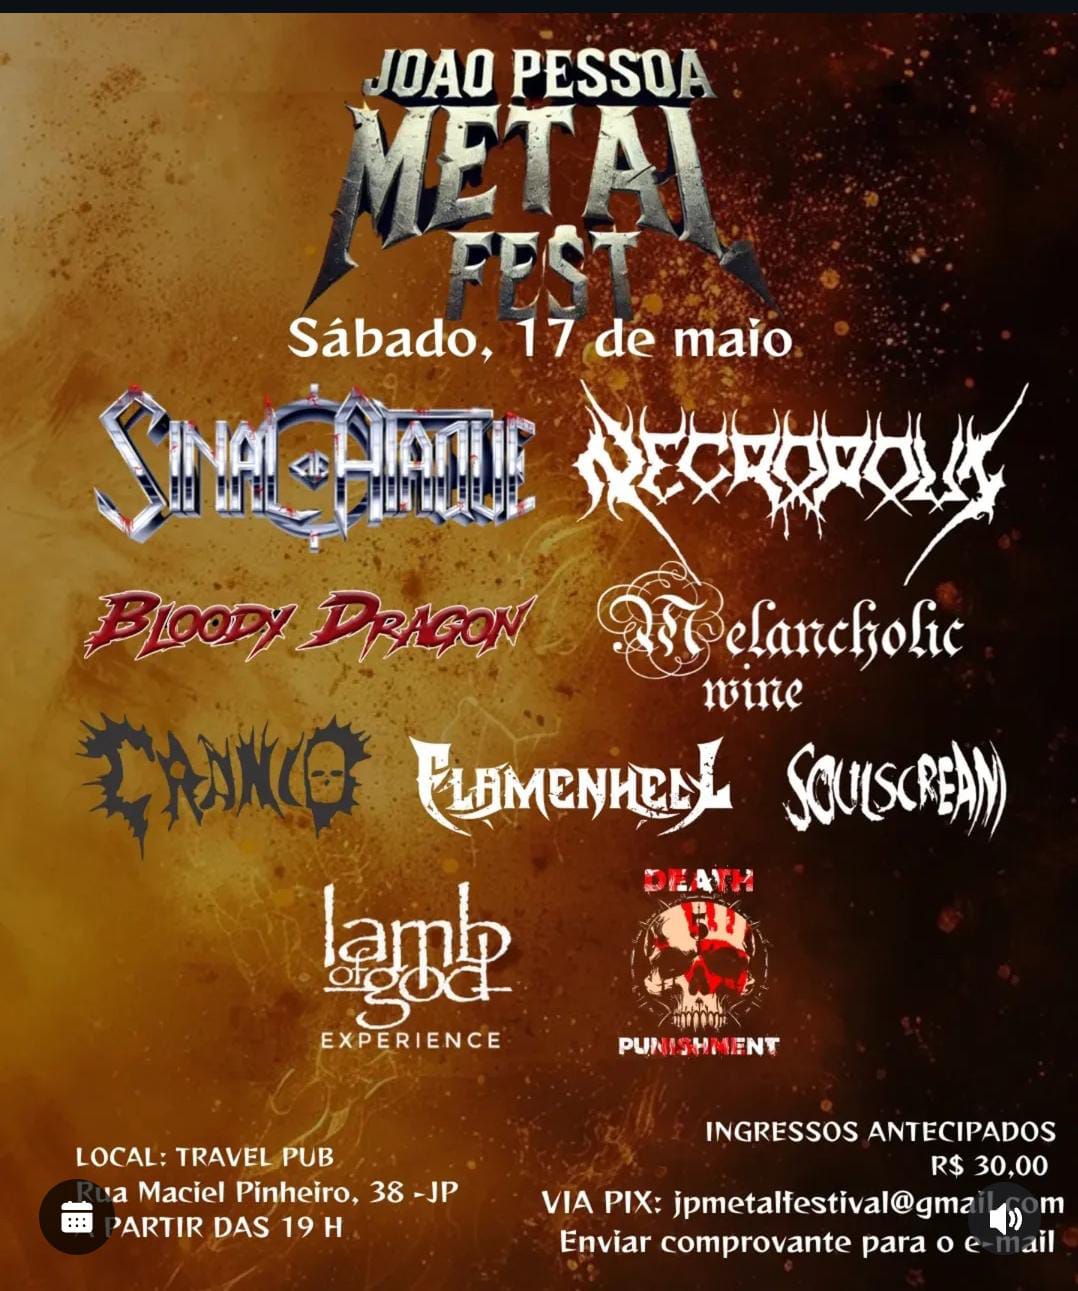 JOAO PESSOA
METAL
FEST
Sábado, 17 de maio
SINAL DE ATAQUE
NECROPOLIS
BLOODY DRAGON
Melancholic
wine
CRANIO
FLAMENHELL
SOULSCREAM
lamb
of god
EXPERIENCE
DEATH
PUNISHMENT
LOCAL: TRAVEL PUB
Rua Maciel Pinheiro, 38 -JP
A PARTIR DAS 19 H
INGRESSOS ANTECIPADOS
R$ 30,00
VIA PIX: jpmetalfestival@gmail.com
Enviar comprovante para o e-mail